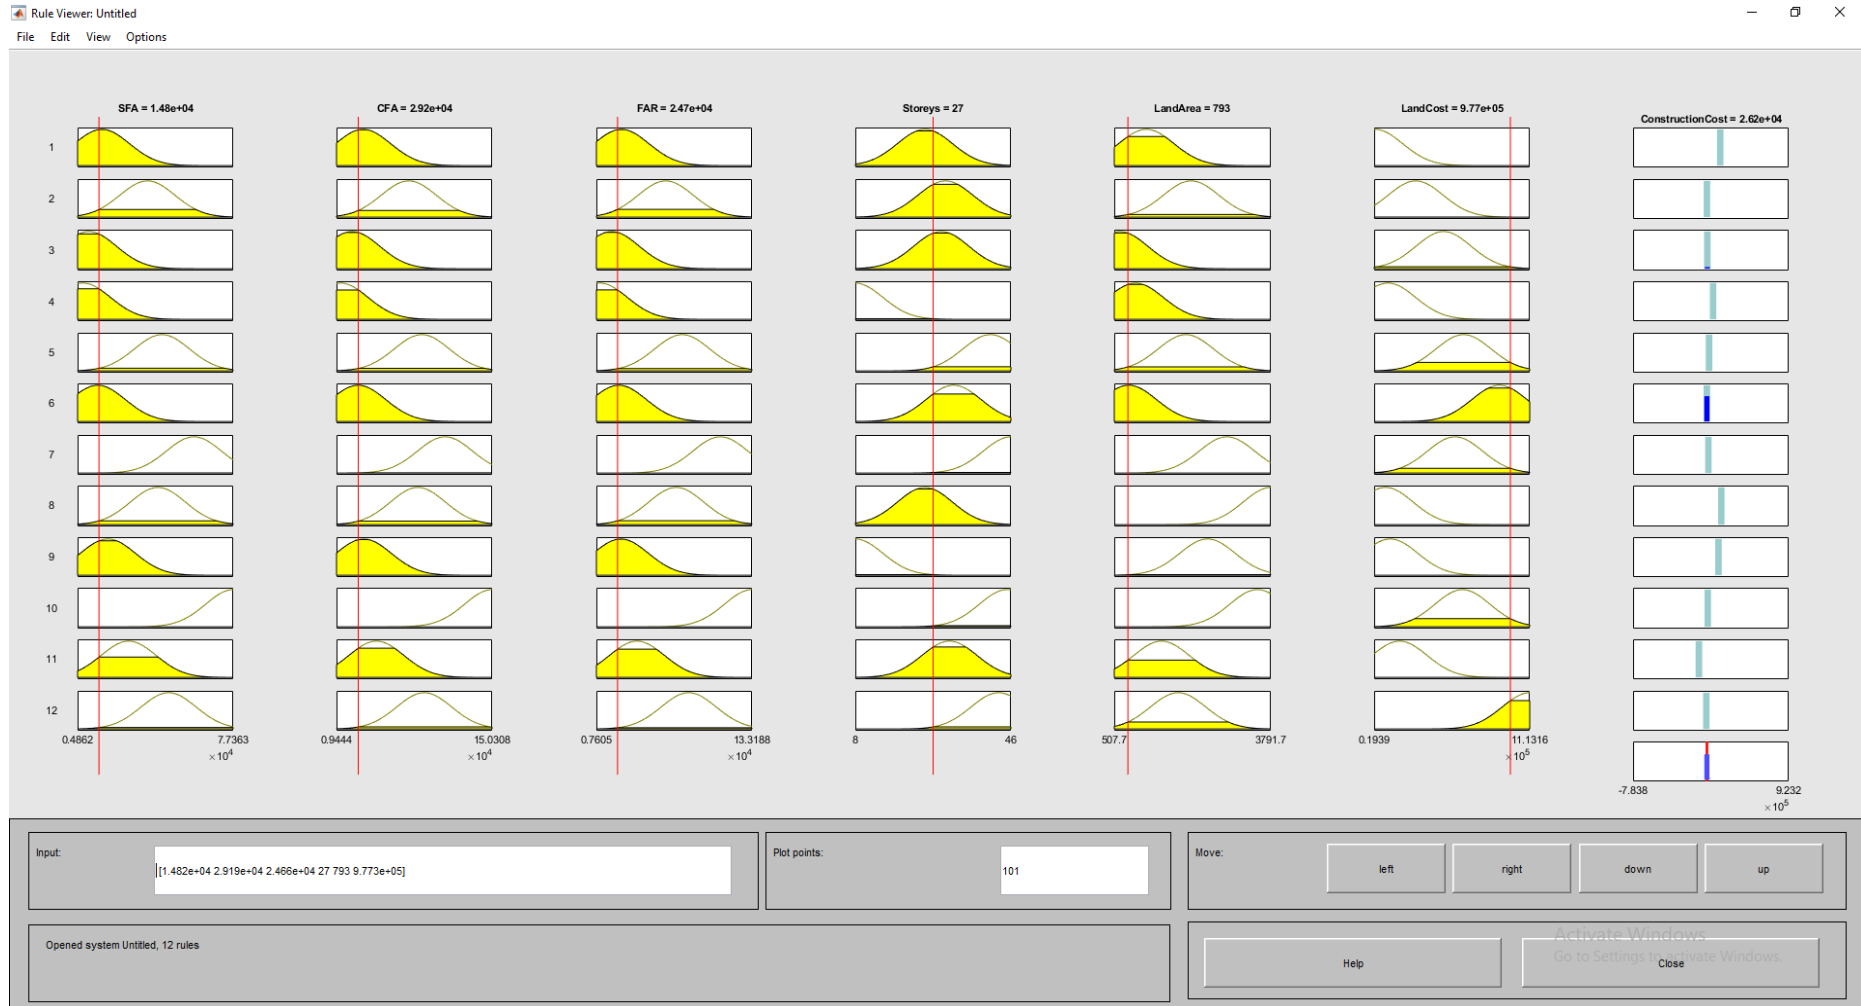 Rule Viewer: Untitled
File Edit View Options
SFA = 1.48e+04 CFA = 2.92e+04 FAR = 2.47e+04 Storeys = 27 LandArea = 793 LandCost = 9.77e+05
ConstructionCost = 2.62e+04
1
2
3
4
5
6
7
8
9
10
11
12
0.4862 7.7363 0.9444 15.0308 0.7605 13.3188 8 46 507.7 3791.7 0.1939 11.1316
×10⁴ ×10⁴ ×10⁴ ×10⁵
-7.838 9.232
×10⁵
Input:
[1.482e+04 2.919e+04 2.466e+04 27 793 9.773e+05]
Plot points:
101
Move:
left right down up
Opened system Untitled, 12 rules
Activate Windows
Go to Settings to activate Windows.
Help Close